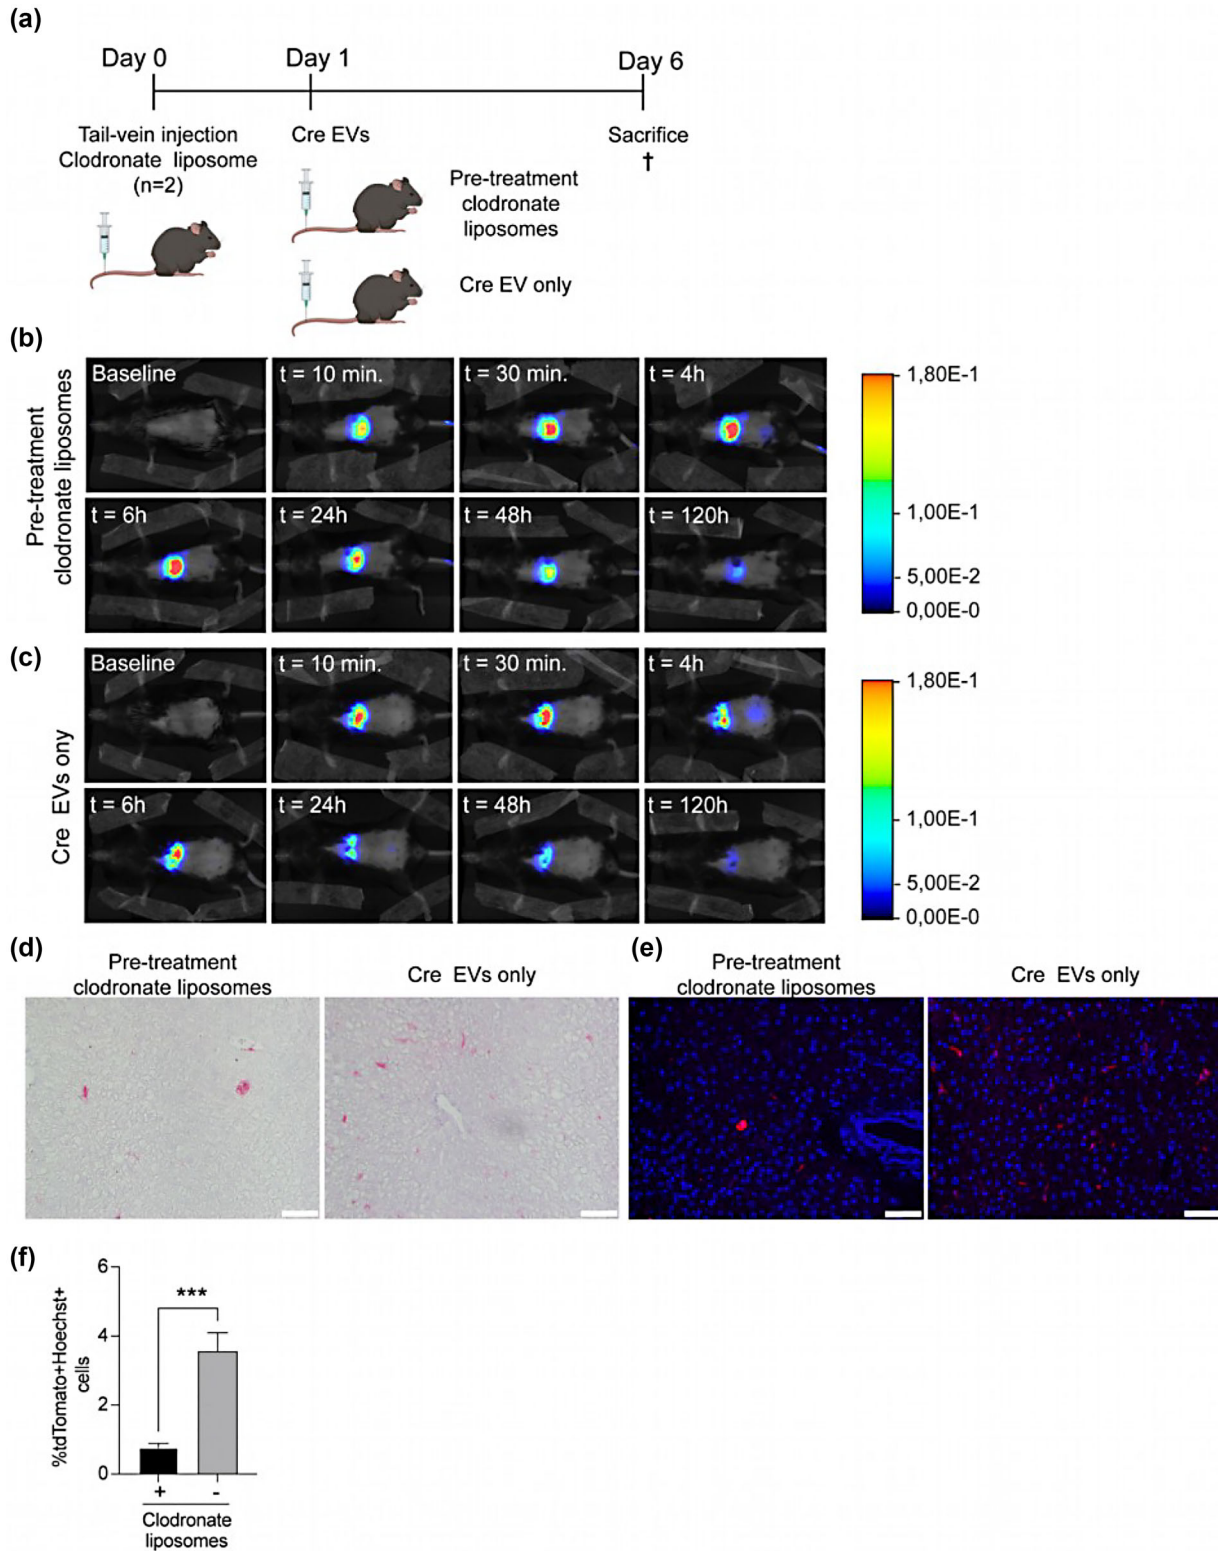 (a)
Day 0
Day 1
Day 6
Tail-vein injection
Clodronate liposome
(n=2)
Cre EVs
Sacrifice
†
Pre-treatment
clodronate
liposomes
Cre EV only
(b)
Pre-treatment
clodronate liposomes
Baseline
t = 10 min.
t = 30 min.
t = 4h
t = 6h
t = 24h
t = 48h
t = 120h
1,80E-1
1,00E-1
5,00E-2
0,00E-0
(c)
Cre EVs ony
Baseline
t = 10 min.
t = 30 min.
t = 4h
t = 6h
t = 24h
t = 48h
t = 120h
1,80E-1
1,00E-1
5,00E-2
0,00E-0
(d)
Pre-treatment
clodronate liposomes
Cre EVs only
(e)
Pre-treatment
clodronate liposomes
Cre EVs only
(f)
%tdTomato+Hoechst+
cells
6
4
2
0
***
+
-
Clodronate
liposomes